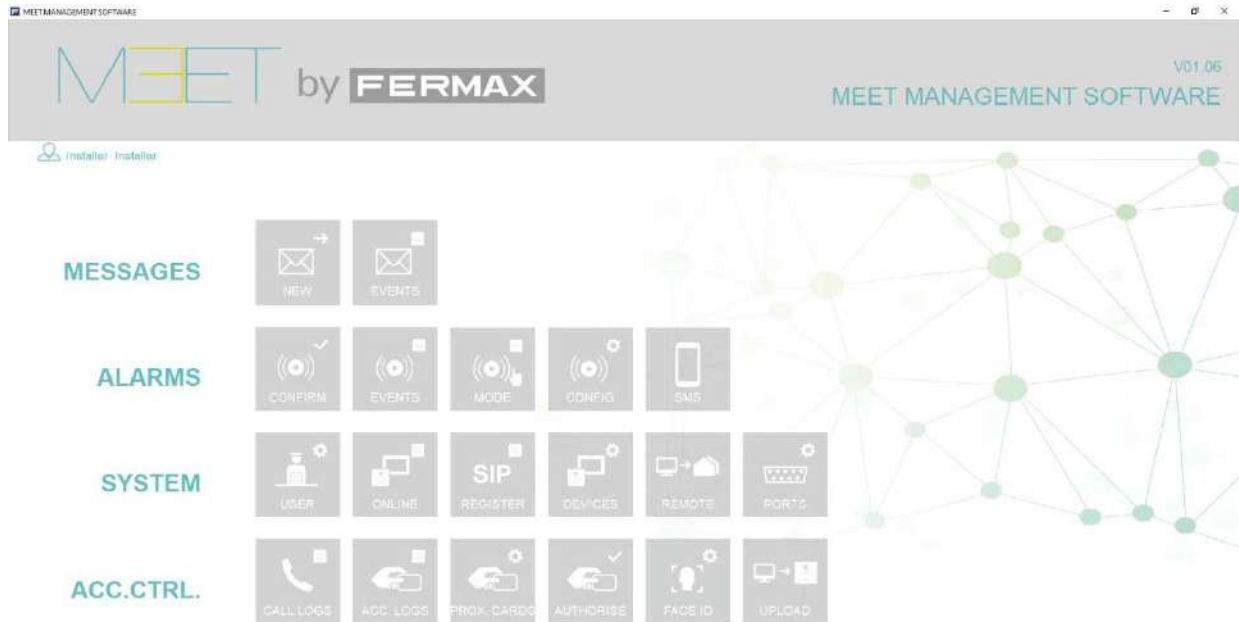 MEET MANAGEMENT SOFTWARE
MEET by FERMAX
V01.06
MEET MANAGEMENT SOFTWARE
Installer Installer
MESSAGES
NEW
EVENTS
ALARMS
CONFIRM
EVENTS
MODE
CONFIG
SMS
SYSTEM
USER
ONLINE
SIP
REGISTER
DEVICES
REMOTE
PORTS
ACC.CTRL.
CALL LOGS
ACC. LOGS
PROX. CARDS
AUTHORISE
FACE ID
UPLOAD